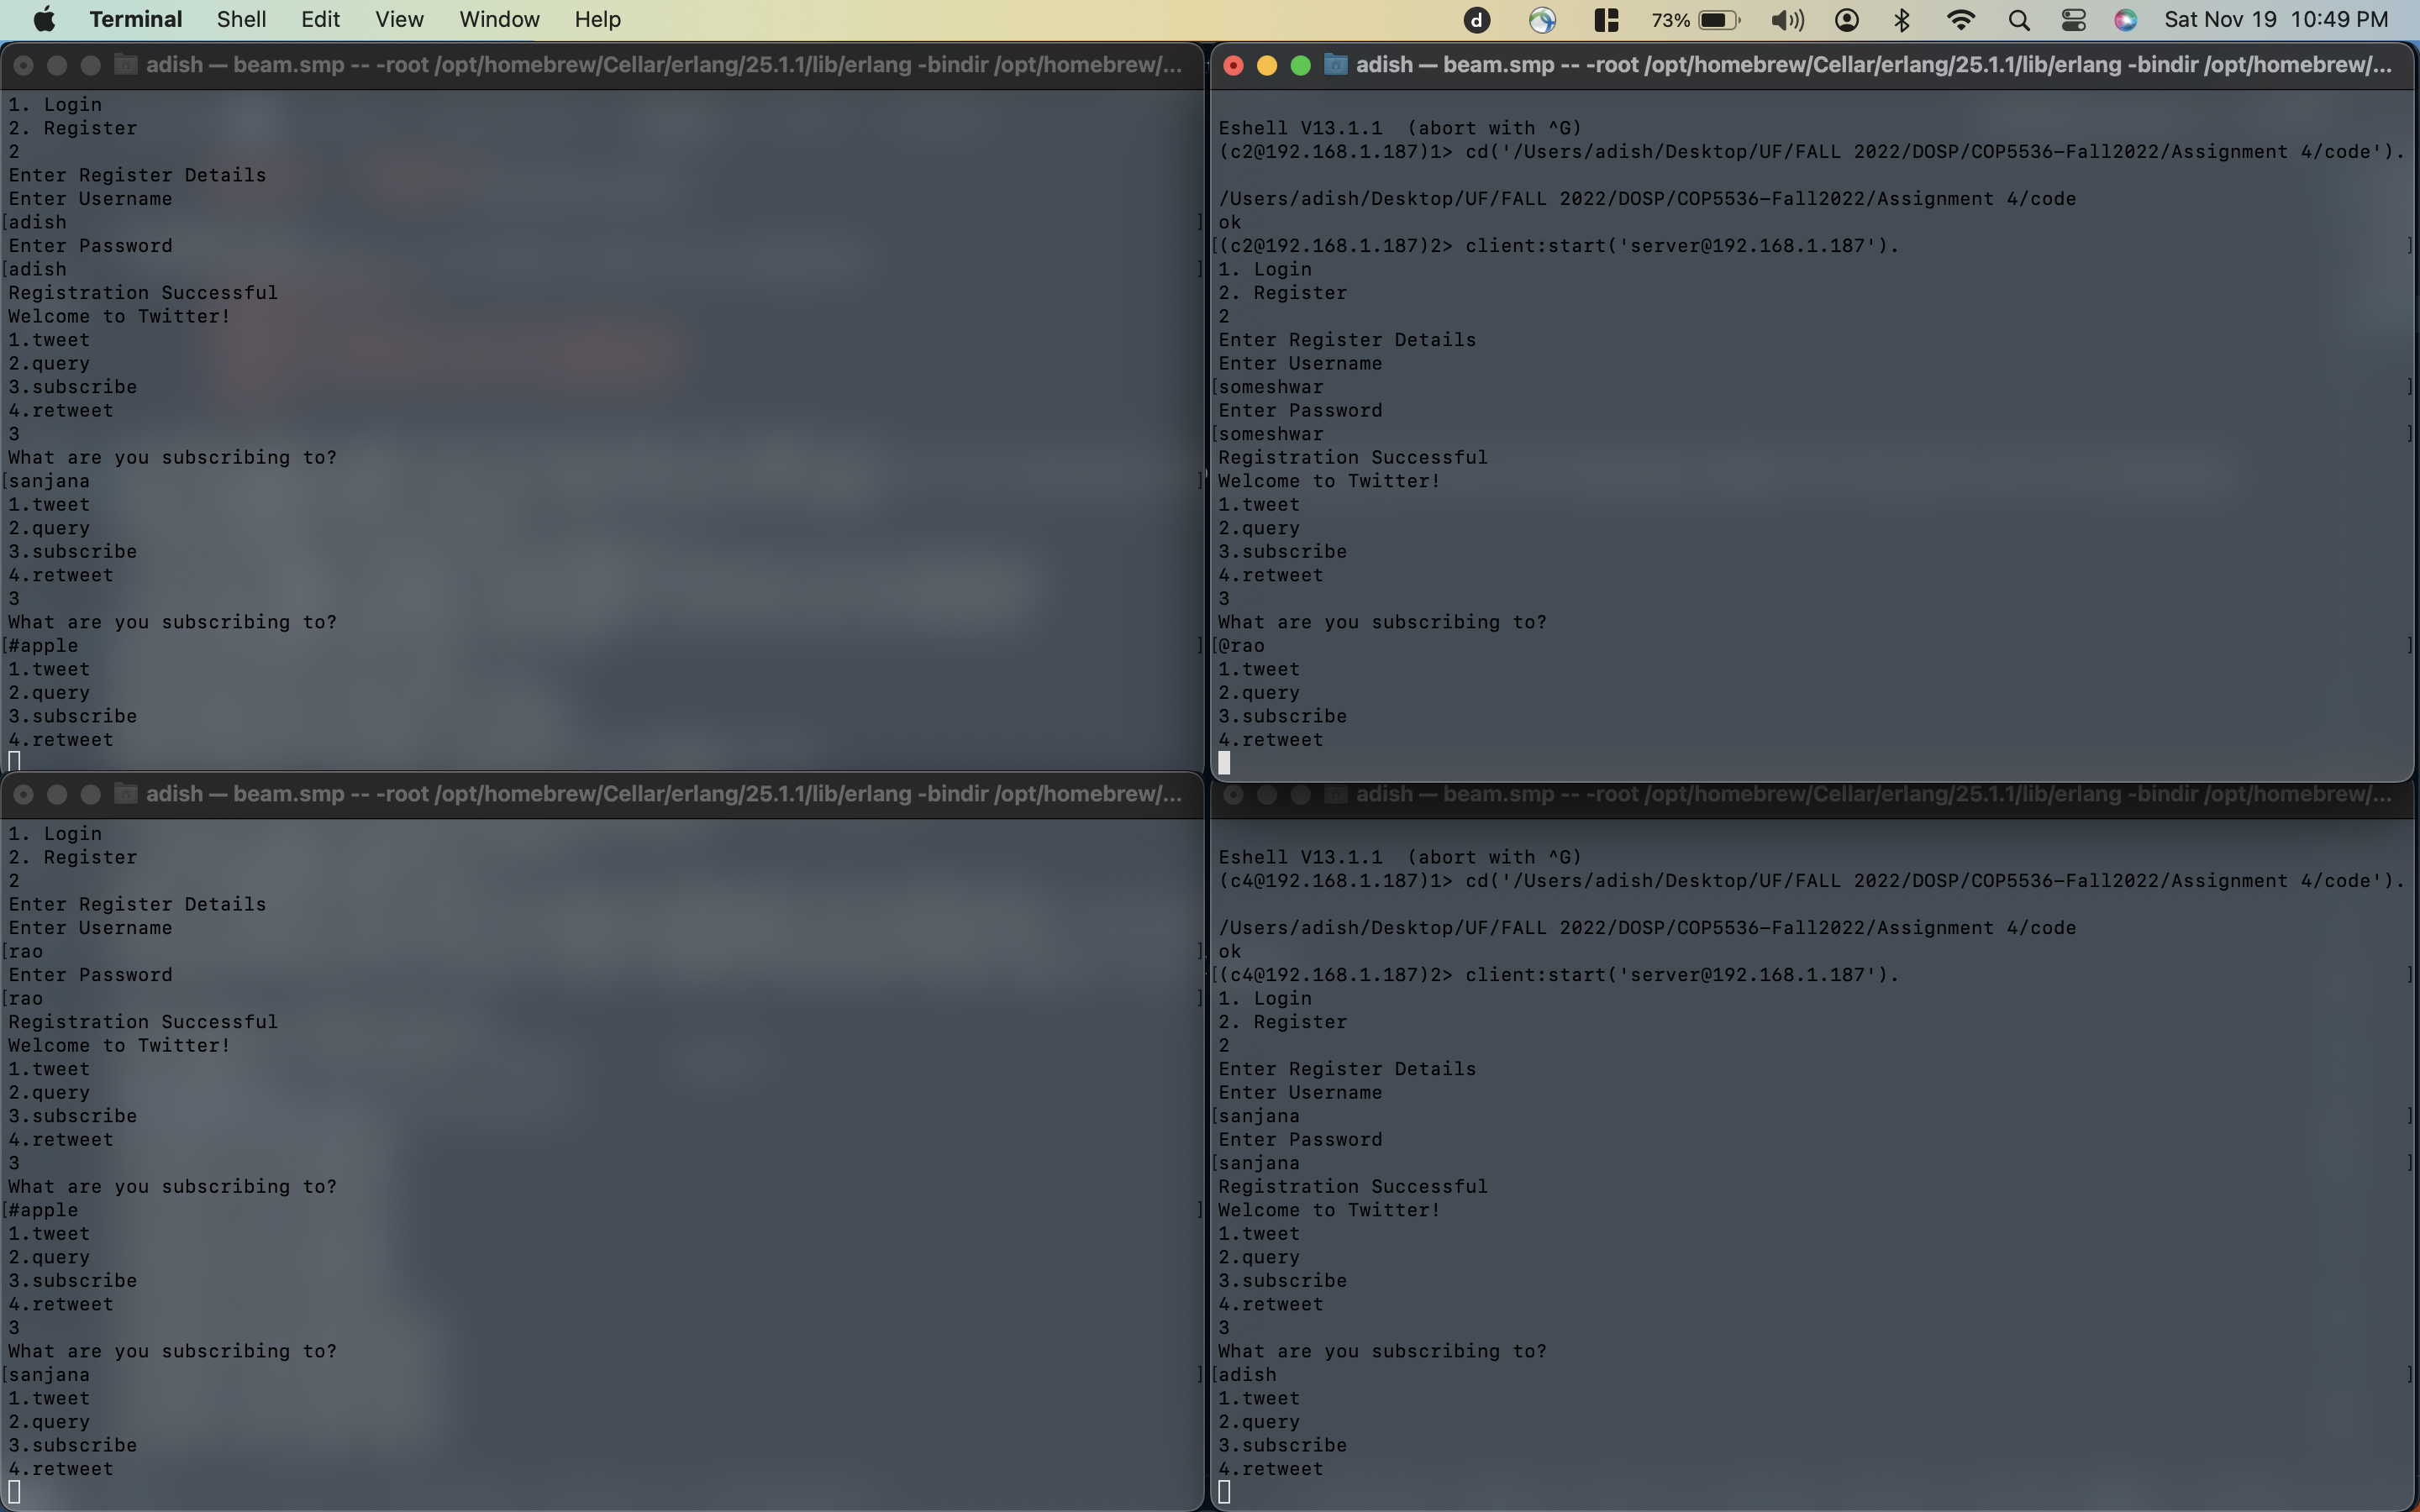 Terminal Shell Edit View Window Help 73% Sat Nov 19 10:49 PM
adish — beam.smp -- -root /opt/homebrew/Cellar/erlang/25.1.1/lib/erlang -bindir /opt/homebrew/...
1. Login
2. Register
2
Enter Register Details
Enter Username
[adish ]
Enter Password
[adish ]
Registration Successful
Welcome to Twitter!
1.tweet
2.query
3.subscribe
4.retweet
3
What are you subscribing to?
[sanjana ]
1.tweet
2.query
3.subscribe
4.retweet
3
What are you subscribing to?
[#apple ]
1.tweet
2.query
3.subscribe
4.retweet
adish — beam.smp -- -root /opt/homebrew/Cellar/erlang/25.1.1/lib/erlang -bindir /opt/homebrew/...
Eshell V13.1.1  (abort with ^G)
(c2@192.168.1.187)1> cd('/Users/adish/Desktop/UF/FALL 2022/DOSP/COP5536-Fall2022/Assignment 4/code').
/Users/adish/Desktop/UF/FALL 2022/DOSP/COP5536-Fall2022/Assignment 4/code
ok
[(c2@192.168.1.187)2> client:start('server@192.168.1.187'). ]
1. Login
2. Register
2
Enter Register Details
Enter Username
[someshwar ]
Enter Password
[someshwar ]
Registration Successful
Welcome to Twitter!
1.tweet
2.query
3.subscribe
4.retweet
3
What are you subscribing to?
[@rao ]
1.tweet
2.query
3.subscribe
4.retweet
adish — beam.smp -- -root /opt/homebrew/Cellar/erlang/25.1.1/lib/erlang -bindir /opt/homebrew/...
1. Login
2. Register
2
Enter Register Details
Enter Username
[rao ]
Enter Password
[rao ]
Registration Successful
Welcome to Twitter!
1.tweet
2.query
3.subscribe
4.retweet
3
What are you subscribing to?
[#apple ]
1.tweet
2.query
3.subscribe
4.retweet
3
What are you subscribing to?
[sanjana ]
1.tweet
2.query
3.subscribe
4.retweet
adish — beam.smp -- -root /opt/homebrew/Cellar/erlang/25.1.1/lib/erlang -bindir /opt/homebrew/...
Eshell V13.1.1  (abort with ^G)
(c4@192.168.1.187)1> cd('/Users/adish/Desktop/UF/FALL 2022/DOSP/COP5536-Fall2022/Assignment 4/code').
/Users/adish/Desktop/UF/FALL 2022/DOSP/COP5536-Fall2022/Assignment 4/code
ok
[(c4@192.168.1.187)2> client:start('server@192.168.1.187'). ]
1. Login
2. Register
2
Enter Register Details
Enter Username
[sanjana ]
Enter Password
[sanjana ]
Registration Successful
Welcome to Twitter!
1.tweet
2.query
3.subscribe
4.retweet
3
What are you subscribing to?
[adish ]
1.tweet
2.query
3.subscribe
4.retweet